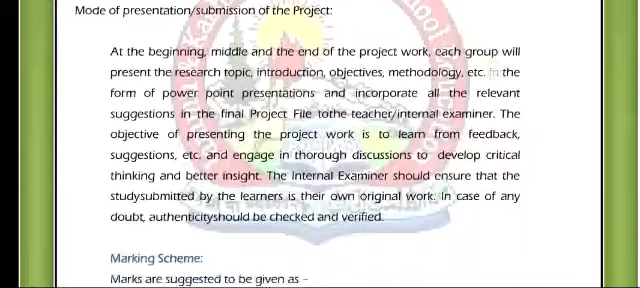 Mode of presentation/submission of the Project:
At the beginning, middle and the end of the project work, each group will
present the research topic, introduction, objectives, methodology, etc. in the
form of power point presentations and incorporate all the relevant
suggestions in the final Project File tothe teacher/internal examiner. The
objective of presenting the project work is to learn from feedback,
suggestions, etc. and engage in thorough discussions to develop critical
thinking and better insight. The Internal Examiner should ensure that the
studysubmitted by the learners is their own original work. In case of any
doubt, authenticityshould be checked and verified.
Marking Scheme:
Marks are suggested to be given as –